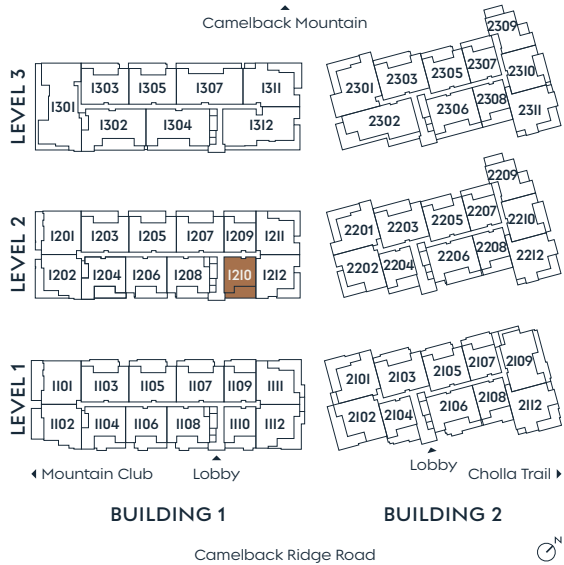 Camelback Mountain
LEVEL 3
1301 1303 1305 1307 1311
1302 1304 1312
2301 2303 2305 2307 2309
2310
2302 2306 2308 2311
LEVEL 2
1201 1203 1205 1207 1209 1211
1202 1204 1206 1208 1210 1212
2201 2203 2205 2207 2209
2210
2202 2204 2206 2208 2212
LEVEL 1
1101 1103 1105 1107 1109 1111
1102 1104 1106 1108 1110 1112
2101 2103 2105 2107 2109
2102 2104 2106 2108 2112
Mountain Club Lobby
Lobby Cholla Trail
BUILDING 1 BUILDING 2
Camelback Ridge Road
N